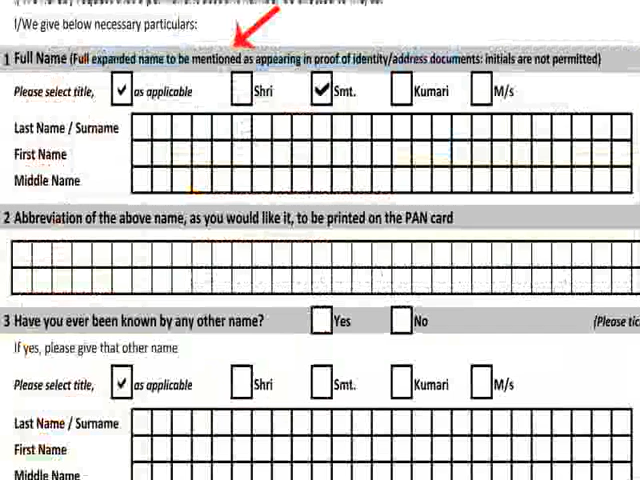 I/We give below necessary particulars:
1 Full Name (Full expanded name to be mentioned as appearing in proof of identity/address documents: initials are not permitted)
Please select title, ✓ as applicable Shri ✓ Smt. Kumari M/s
Last Name / Surname
First Name
Middle Name
2 Abbreviation of the above name, as you would like it, to be printed on the PAN card
3 Have you ever been known by any other name? Yes No (Please tic
If yes, please give that other name
Please select title, ✓ as applicable Shri Smt. Kumari M/s
Last Name / Surname
First Name
Middle Name